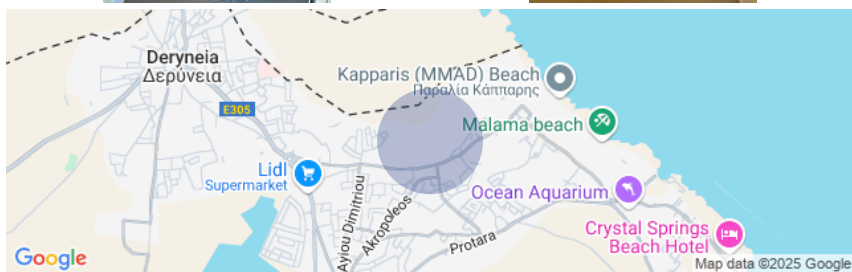 Deryneia
Δερύνεια
Kapparis (MMAD) Beach
Παραλία Κάππαρης
E305
Malama beach
Lidl
Supermarket
Ocean Aquarium
Ayiou Dimitriou
Akropoleos
Protara
Crystal Springs
Beach Hotel
Google
Map data ©2025 Google